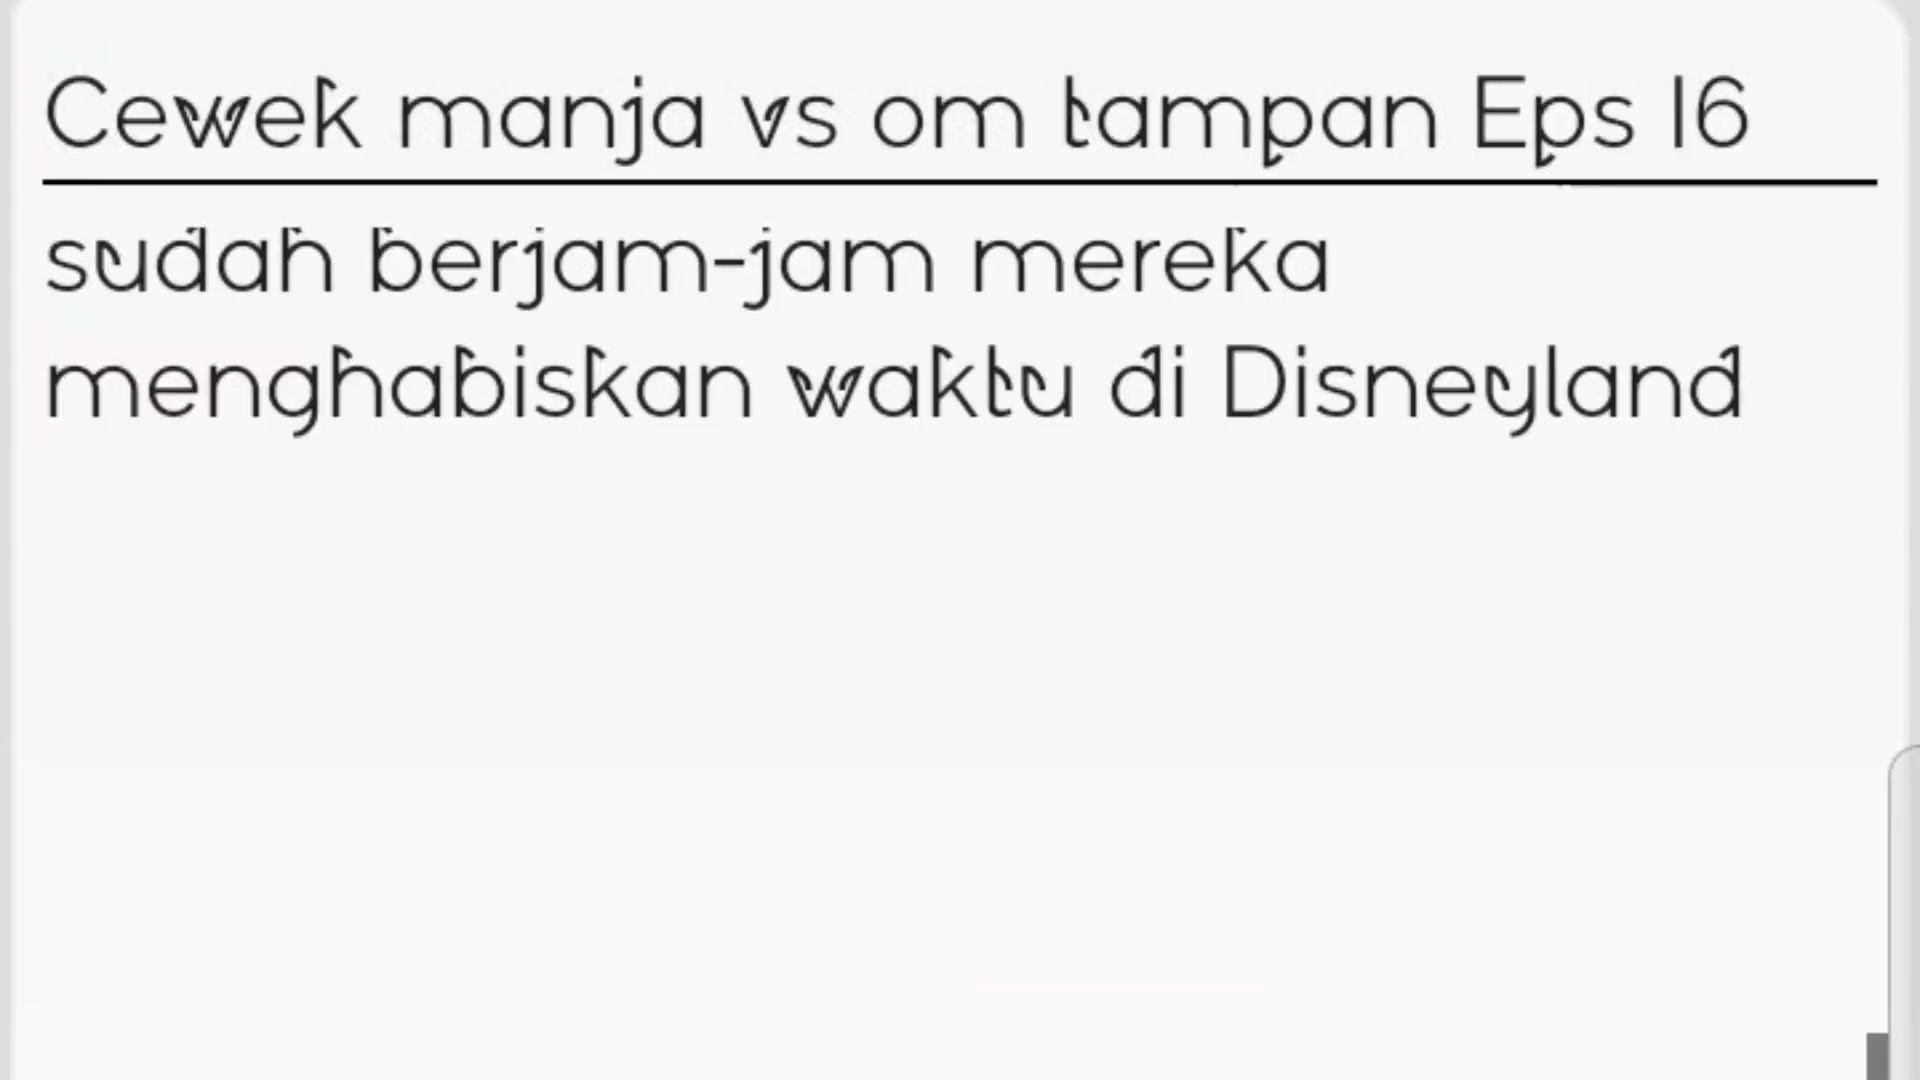 Cewek manja vs om tampan Eps 16
sudah berjam-jam mereka
menghabiskan waktu di Disneyland